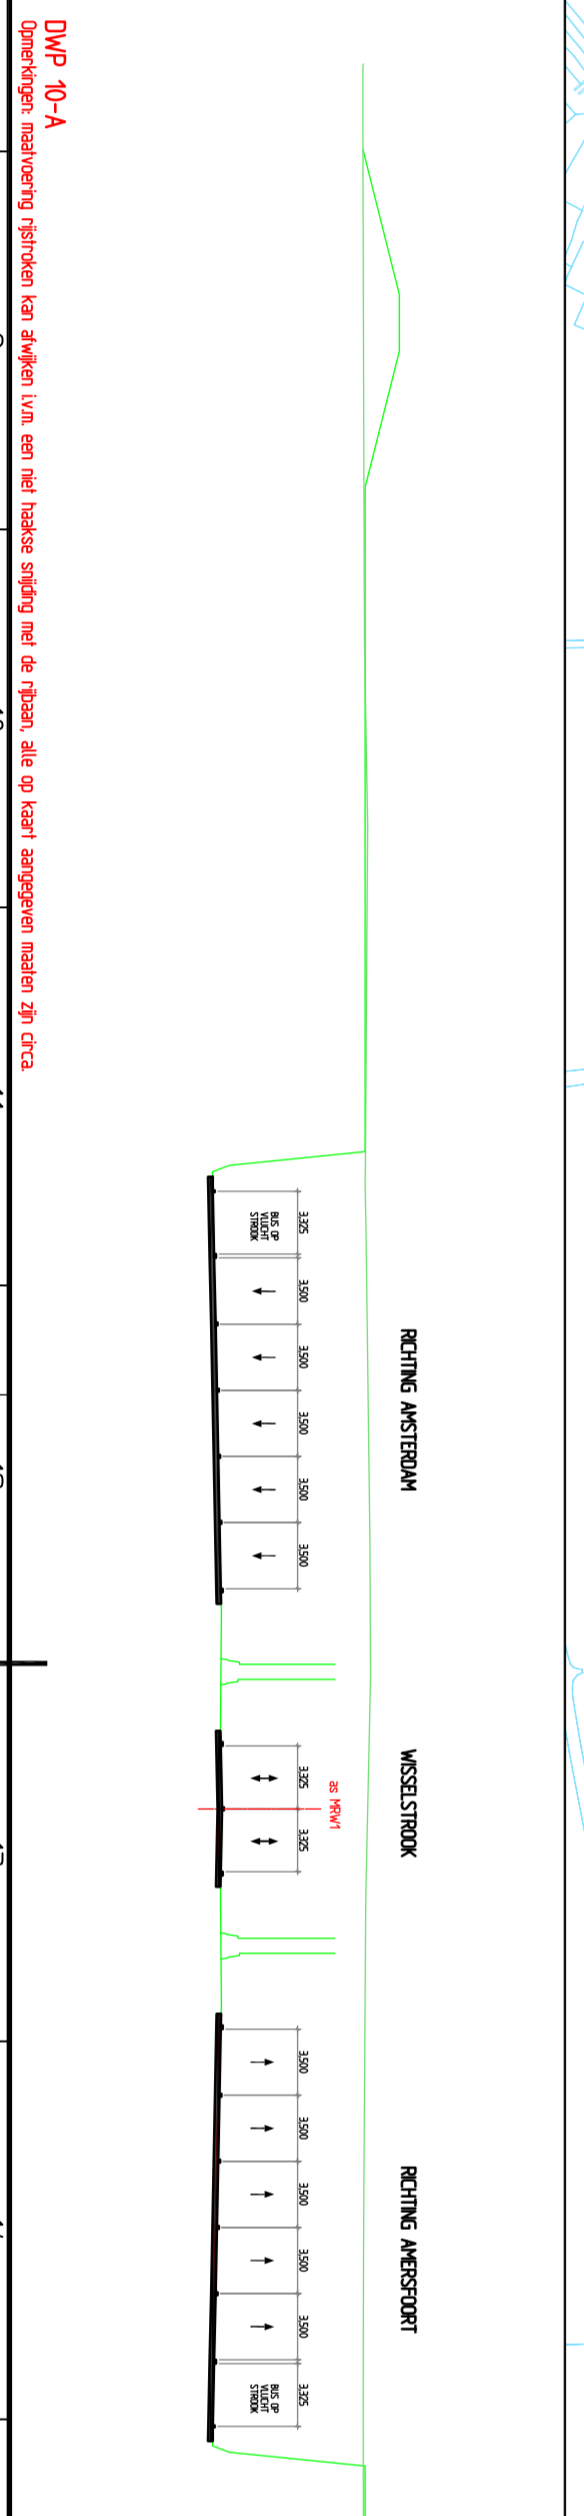 DWP 10-A
Opmerkingen: maatvoering rijstroken kan afwijken i.v.m. een niet haakse snijding met de rijbaan, alle op kaart aangegeven maaten zijn circa.
RICHTING AMSTERDAM
3,325
3,500
3,500
3,500
3,500
3,500
BUS OP
VLUCHT
STROOK
WISSELSTROOK
as MRW1
3,325
3,325
RICHTING AMERSFOORT
3,500
3,500
3,500
3,500
3,500
3,325
BUS OP
VLUCHT
STROOK